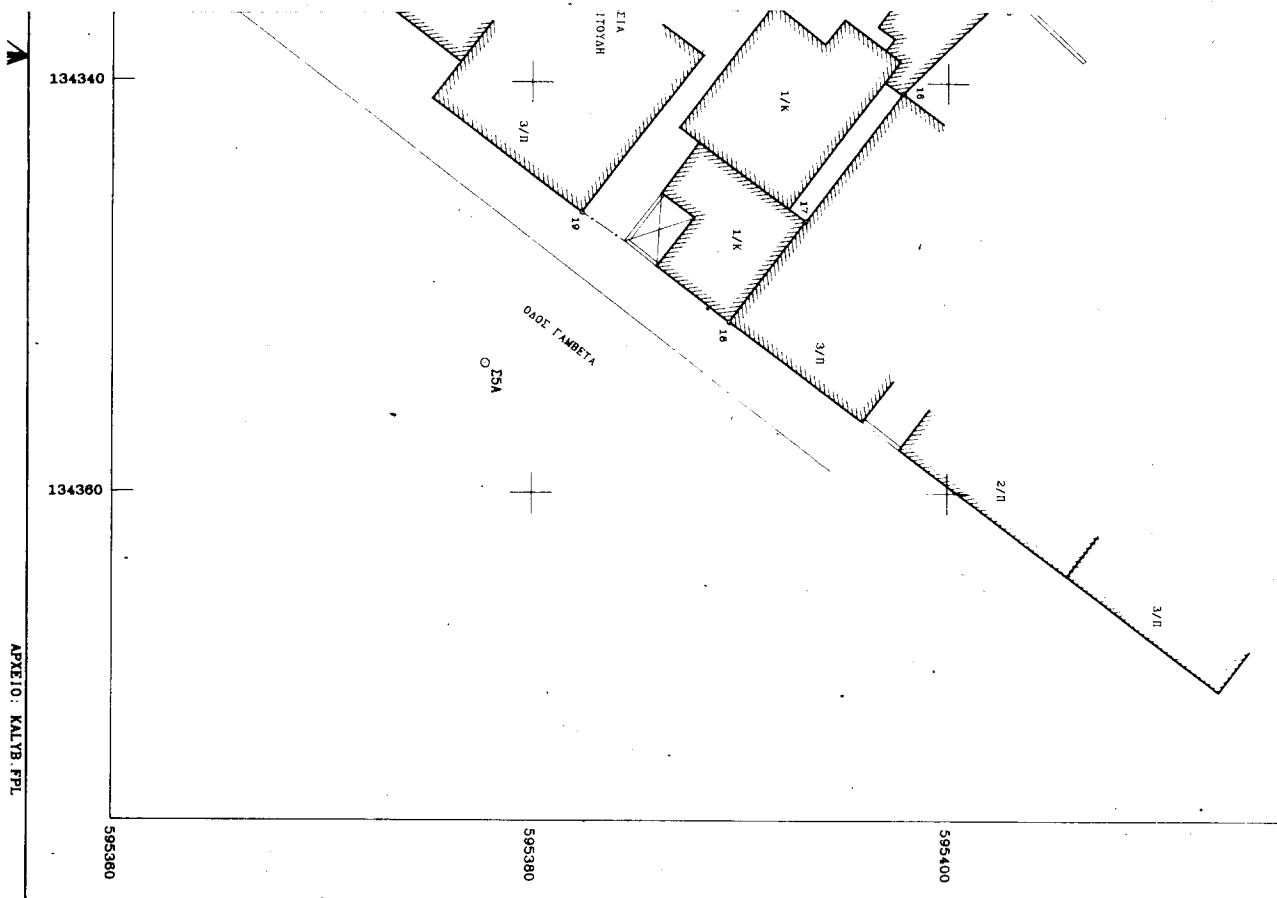 ΣΙΑ
134340
16
1/Κ
3/Π
17
19
1/Κ
ΟΔΟΣ ΓΑΜΒΕΤΑ
18
3/Π
Σ5Α
134360
2/Π
3/Π
ΑΡΧΕΙΟ: KALYB.FPL
595360
595380
595400